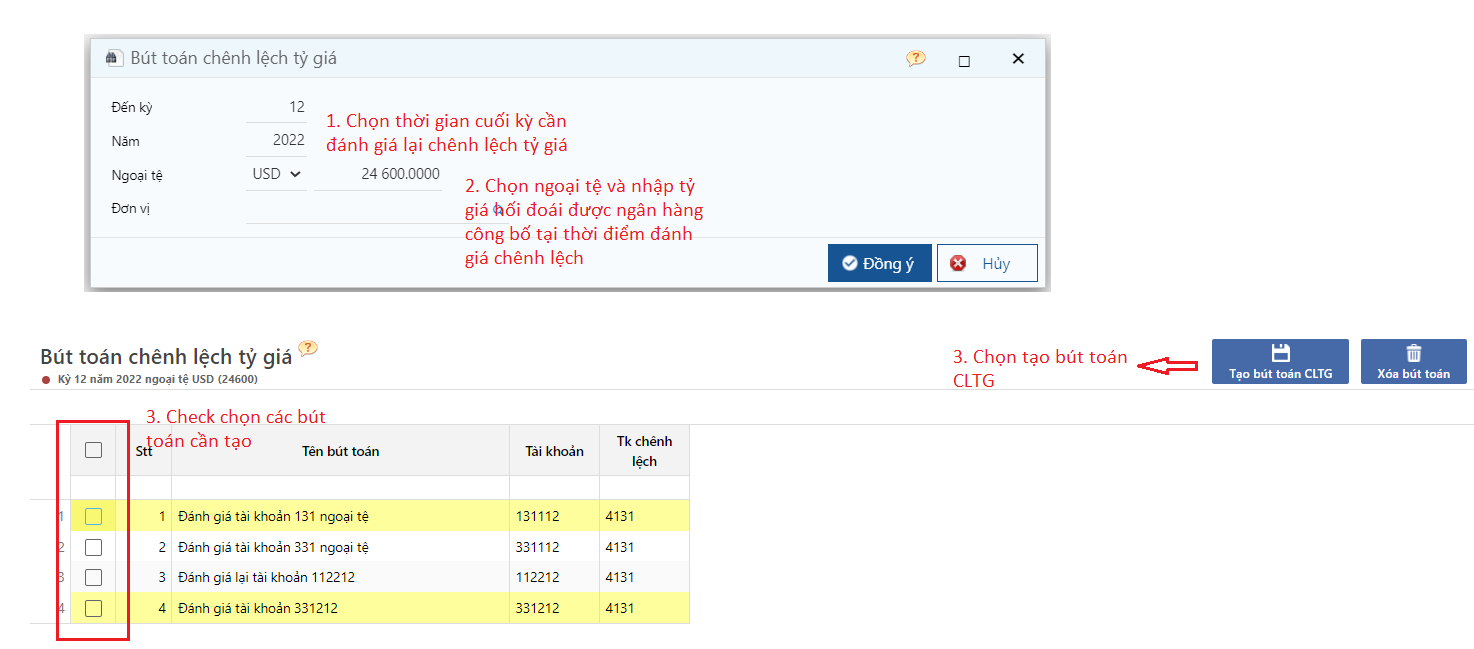 Bút toán chênh lệch tỷ giá
Đến kỳ 12
Năm 2022
Ngoại tệ USD 24 600.0000
Đơn vị
1. Chọn thời gian cuối kỳ cần
đánh giá lại chênh lệch tỷ giá
2. Chọn ngoại tệ và nhập tỷ
giá hối đoái được ngân hàng
công bố tại thời điểm đánh
giá chênh lệch
Đồng ý Hủy
Bút toán chênh lệch tỷ giá
Kỳ 12 năm 2022 ngoại tệ USD (24600)
3. Chọn tạo bút toán
CLTG
Tạo bút toán CLTG Xóa bút toán
3. Check chọn các bút
toán cần tạo
Stt Tên bút toán Tài khoản Tk chênh
lệch
1 1 Đánh giá tài khoản 131 ngoại tệ 131112 4131
2 2 Đánh giá tài khoản 331 ngoại tệ 331112 4131
3 3 Đánh giá lại tài khoản 112212 112212 4131
4 4 Đánh giá tài khoản 331212 331212 4131